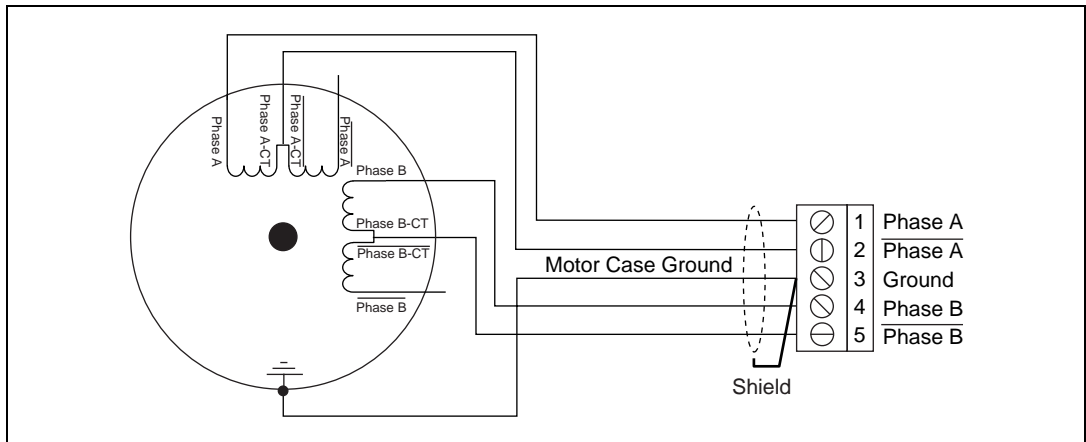 Phase A
Phase A-CT
Phase A-CT
Phase A
Phase B
Phase B-CT
Phase B-CT
Phase B
Motor Case Ground
Shield
1 Phase A
2 Phase A
3 Ground
4 Phase B
5 Phase B